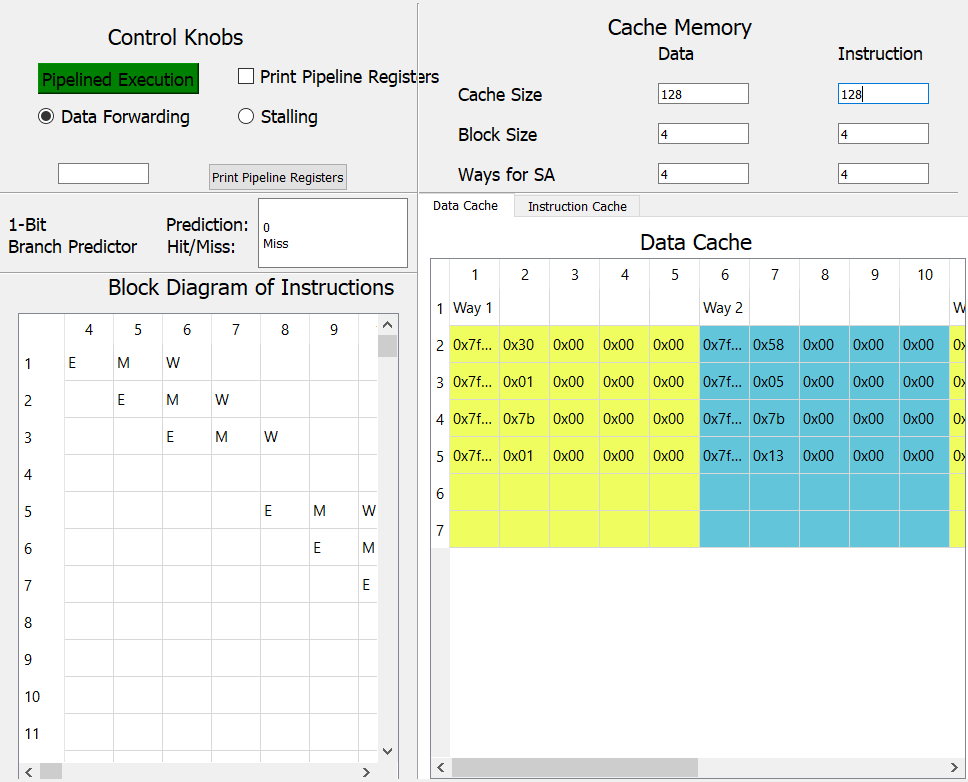 Control Knobs
Pipelined Execution
Print Pipeline Registers
Data Forwarding
Stalling
Print Pipeline Registers
1-Bit
Branch Predictor
Prediction:
Hit/Miss:
0
Miss
Block Diagram of Instructions
4 5 6 7 8 9
1 E M W
2 E M W
3 E M W
4
5 E M W
6 E M
7 E
8
9
10
11
Cache Memory
Data Instruction
Cache Size 128 128
Block Size 4 4
Ways for SA 4 4
Data Cache Instruction Cache
Data Cache
1 2 3 4 5 6 7 8 9 10
1 Way 1 Way 2 W
2 0x7f... 0x30 0x00 0x00 0x00 0x7f... 0x58 0x00 0x00 0x00 0x
3 0x7f... 0x01 0x00 0x00 0x00 0x7f... 0x05 0x00 0x00 0x00 0x
4 0x7f... 0x7b 0x00 0x00 0x00 0x7f... 0x7b 0x00 0x00 0x00 0x
5 0x7f... 0x01 0x00 0x00 0x00 0x7f... 0x13 0x00 0x00 0x00 0x
6
7